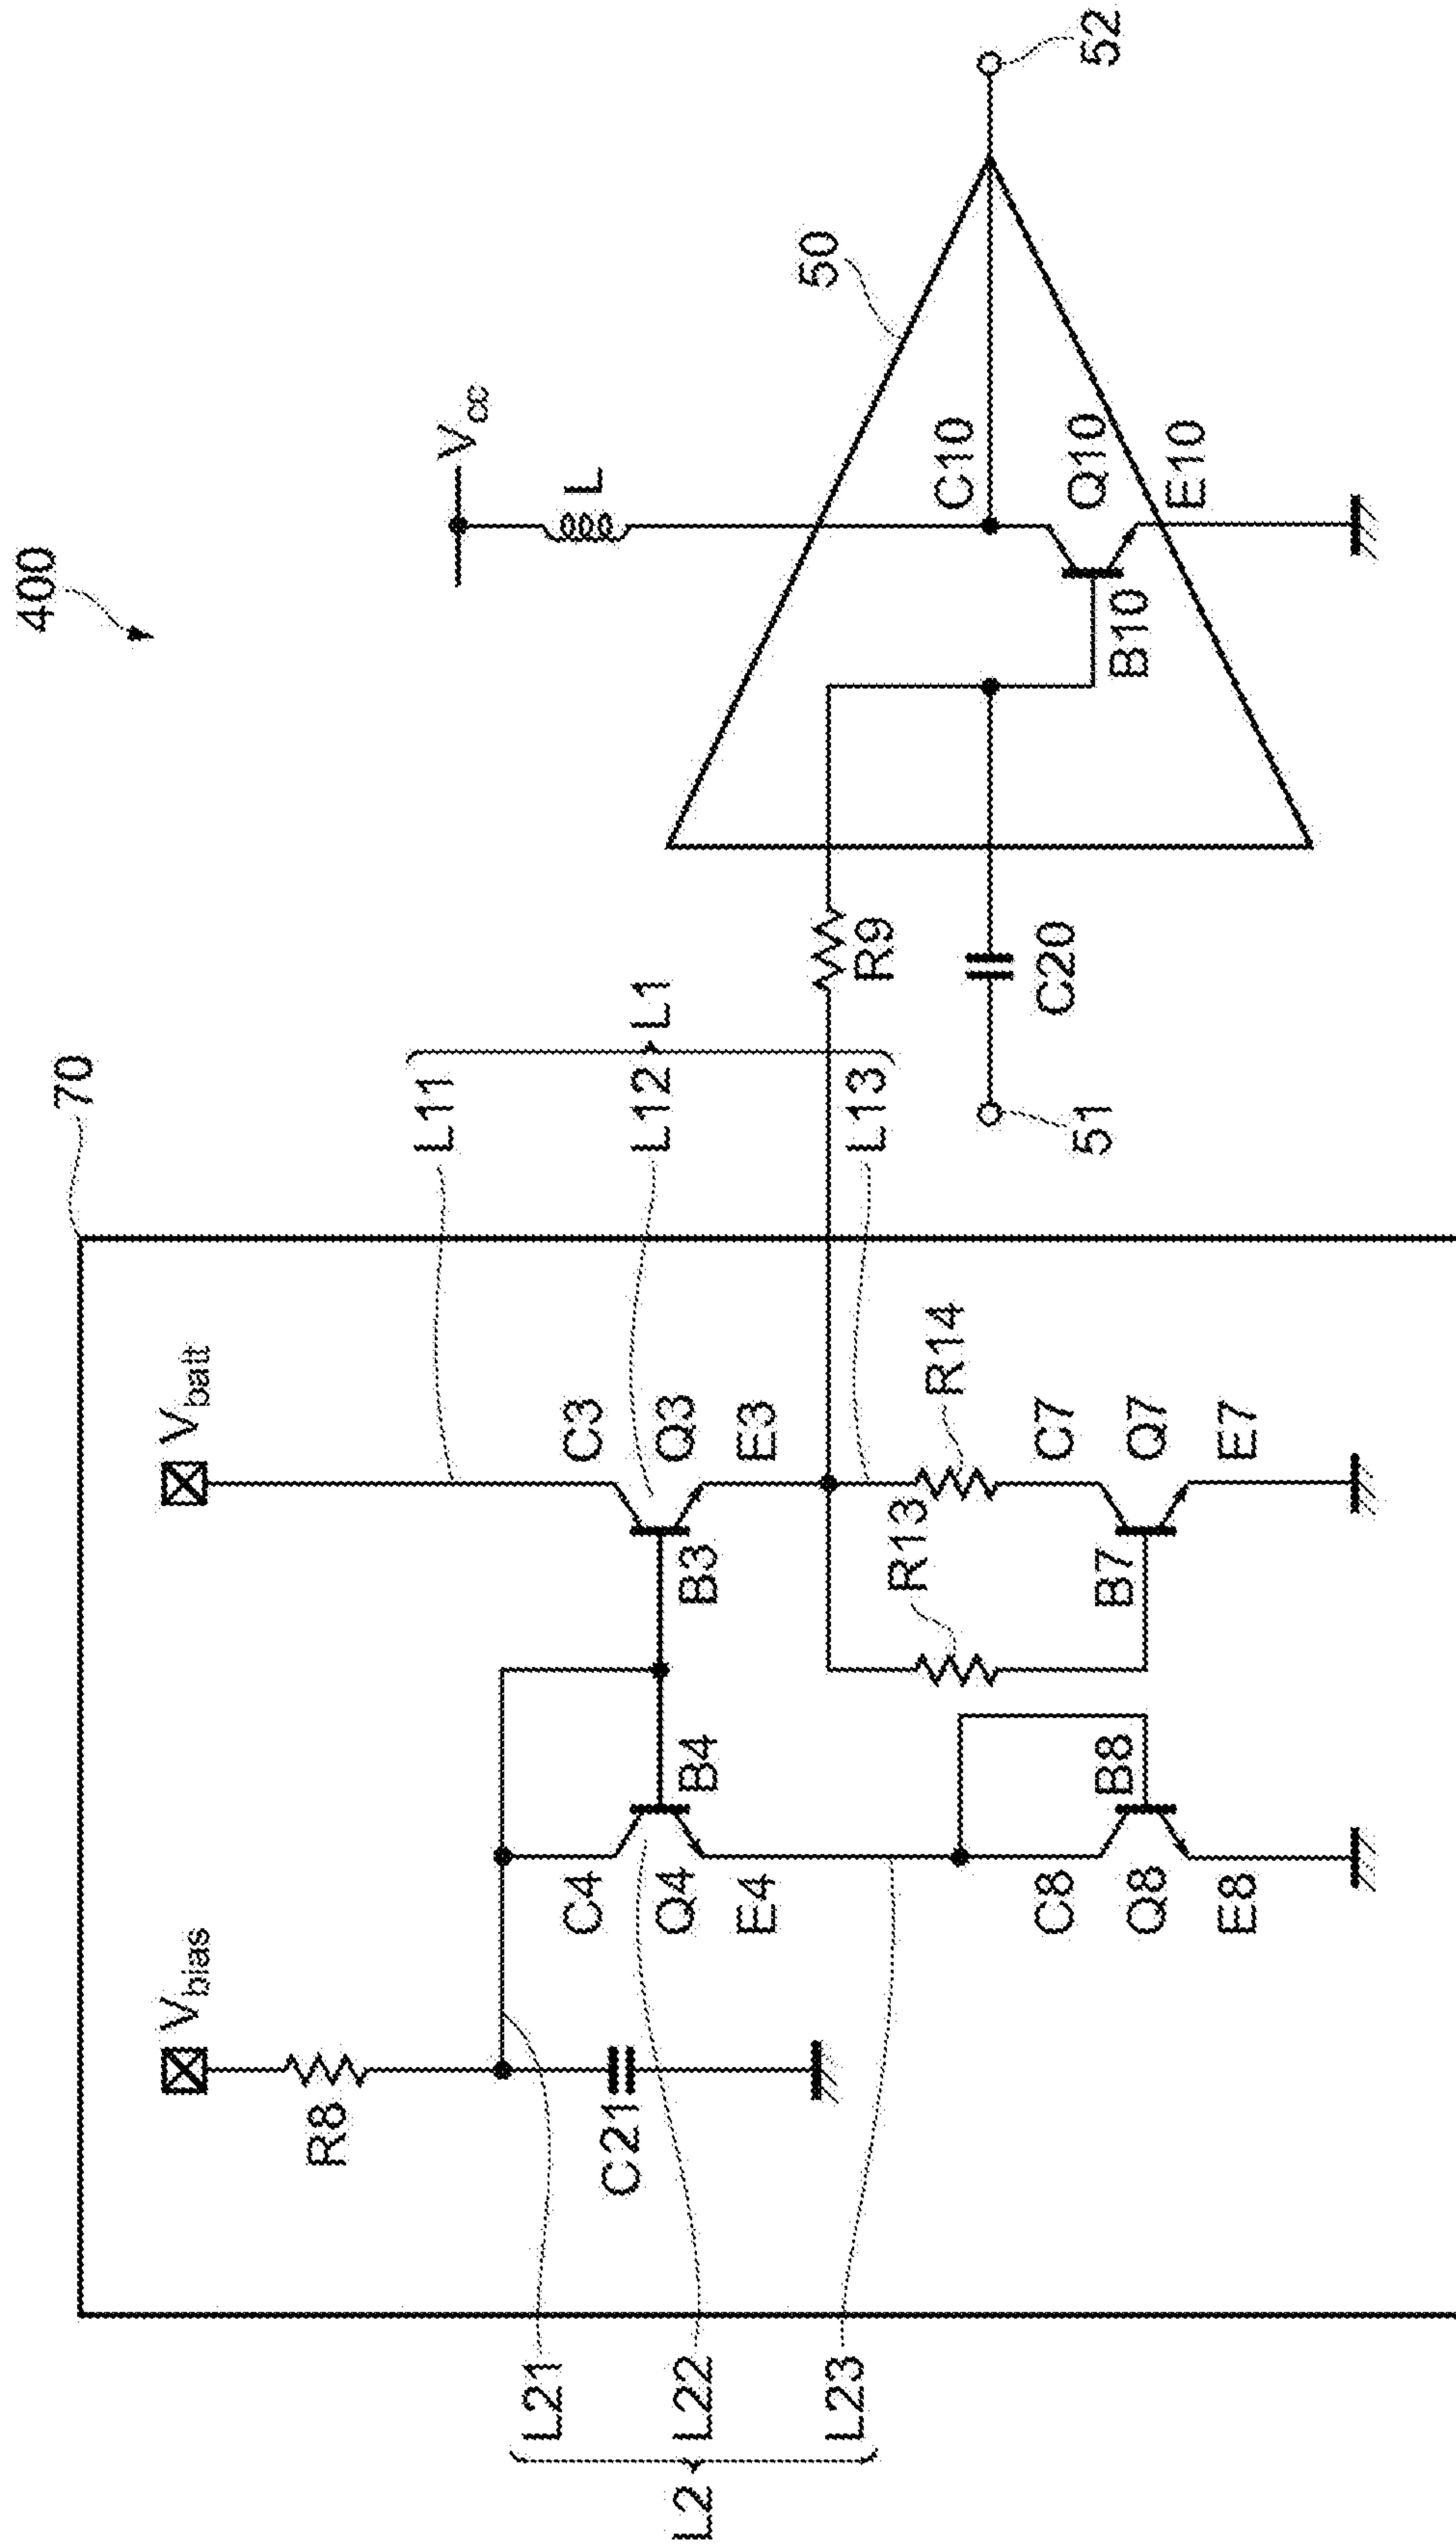 400
70
Vbias
Vbatt
Vcc
R8
L
L21
L22
L23
L2
C21
C4
Q4
E4
B4
C3
Q3
E3
B3
L11
L12
L13
L1
R13
R14
C8
Q8
E8
B8
C7
Q7
E7
B7
R9
C20
51
50
C10
Q10
E10
B10
52